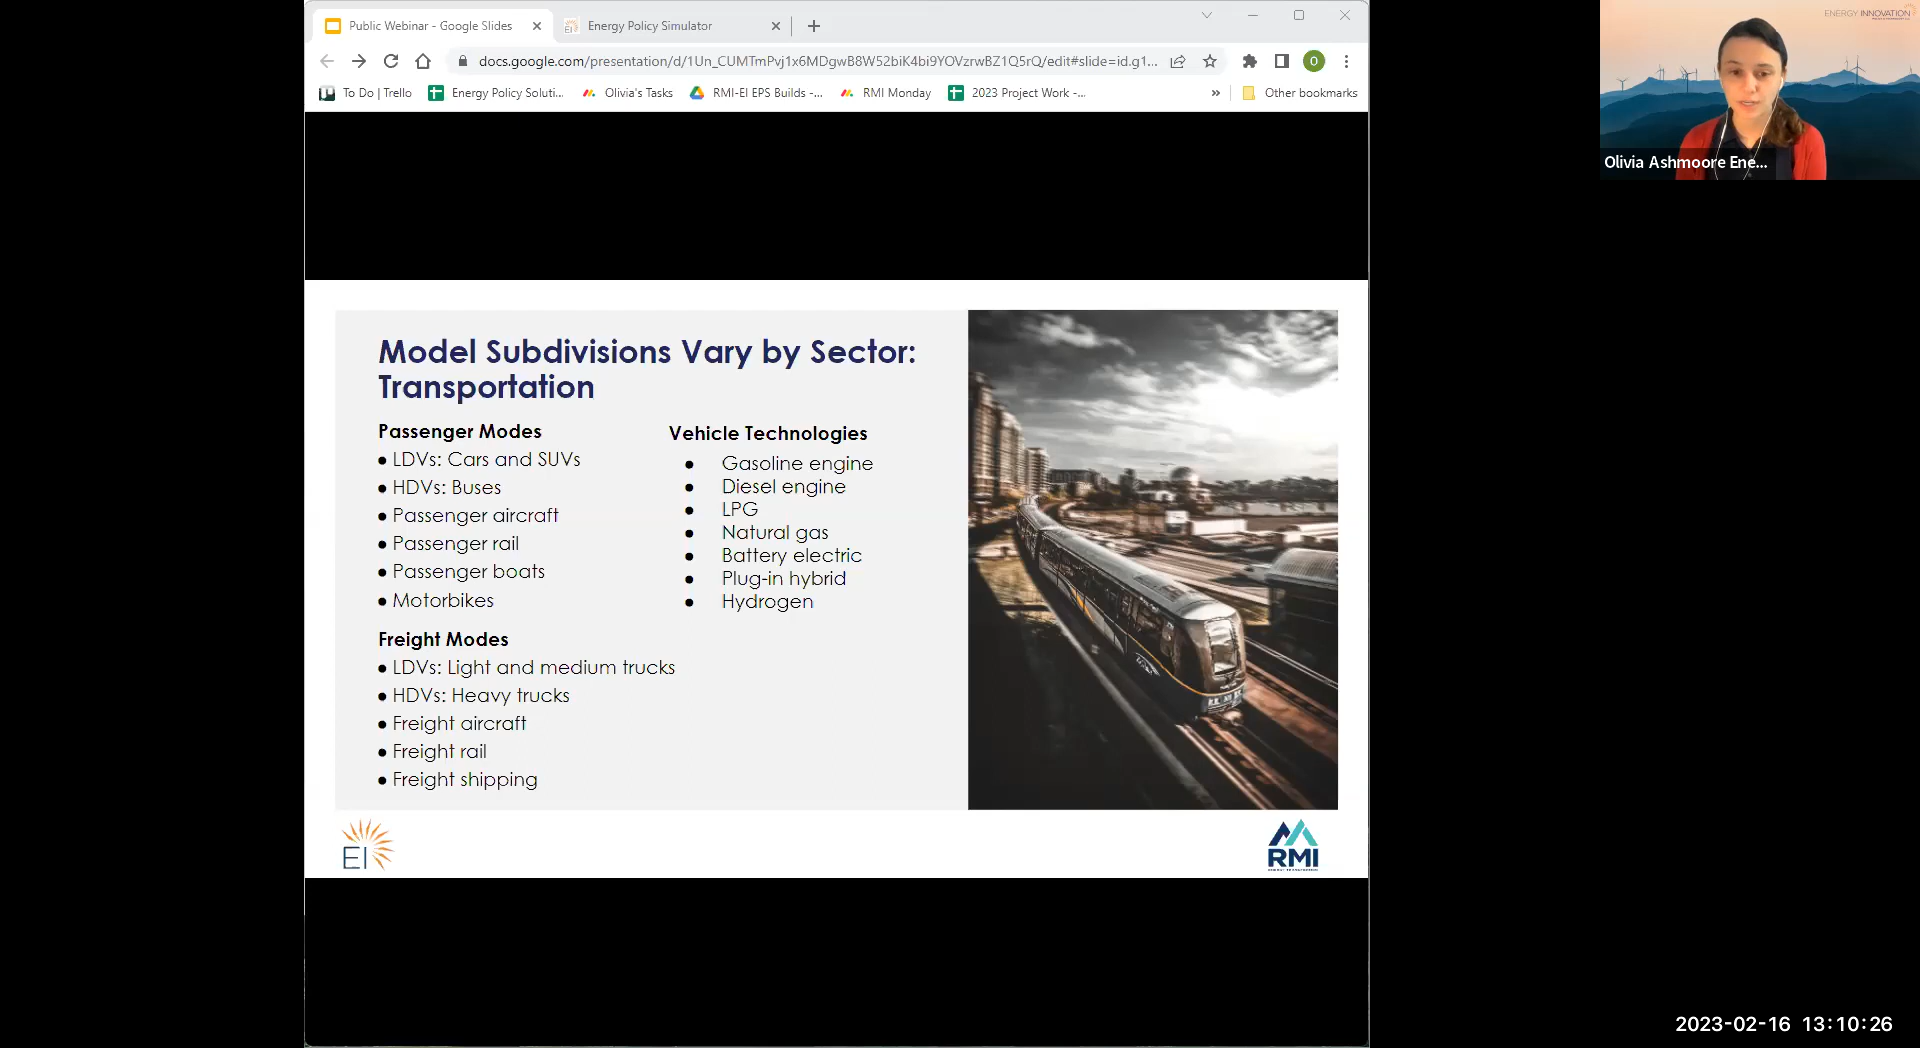 Public Webinar - Google Slides
Energy Policy Simulator
docs.google.com/presentation/d/1Un_CUMTmPvj1x6MDgwB8W52biK4bi9YOVzrwBZ1Q5rQ/edit#slide=id.g1...
O
To Do | Trello
Energy Policy Soluti...
Olivia's Tasks
RMI-EI EPS Builds -...
RMI Monday
2023 Project Work -...
»
Other bookmarks
ENERGY INNOVATION
Olivia Ashmoore Ene...
Model Subdivisions Vary by Sector:
Transportation
Passenger Modes
• LDVs: Cars and SUVs
• HDVs: Buses
• Passenger aircraft
• Passenger rail
• Passenger boats
• Motorbikes
Freight Modes
• LDVs: Light and medium trucks
• HDVs: Heavy trucks
• Freight aircraft
• Freight rail
• Freight shipping
Vehicle Technologies
• Gasoline engine
• Diesel engine
• LPG
• Natural gas
• Battery electric
• Plug-in hybrid
• Hydrogen
EI
RMI
2023-02-16 13:10:26